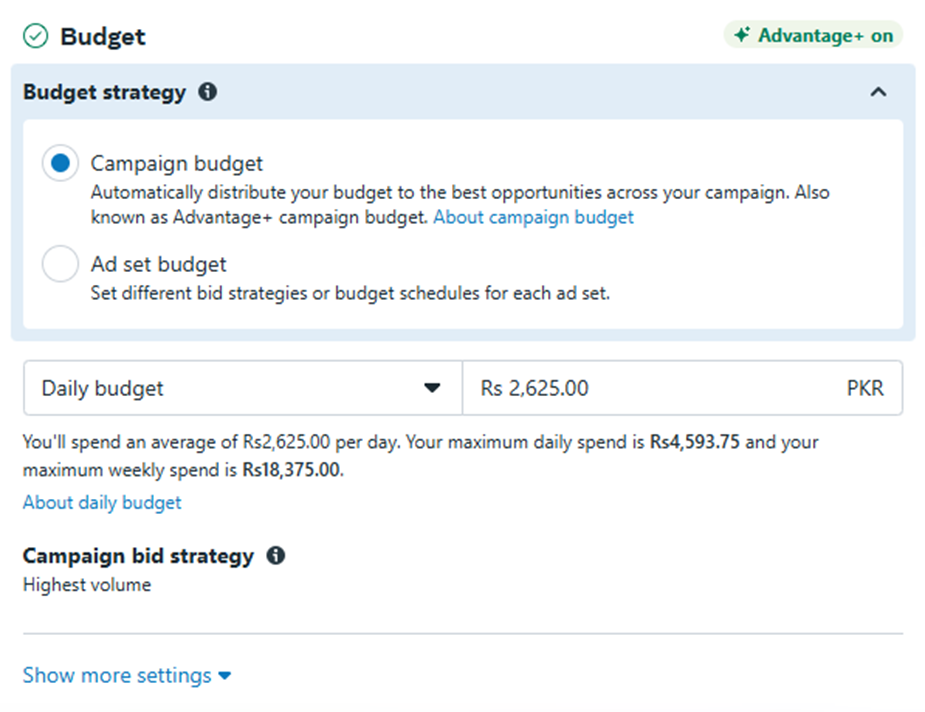 Budget
Advantage+ on
Budget strategy
Campaign budget
Automatically distribute your budget to the best opportunities across your campaign. Also
known as Advantage+ campaign budget. About campaign budget
Ad set budget
Set different bid strategies or budget schedules for each ad set.
Daily budget
Rs 2,625.00 PKR
You'll spend an average of Rs2,625.00 per day. Your maximum daily spend is Rs4,593.75 and your
maximum weekly spend is Rs18,375.00.
About daily budget
Campaign bid strategy
Highest volume
Show more settings